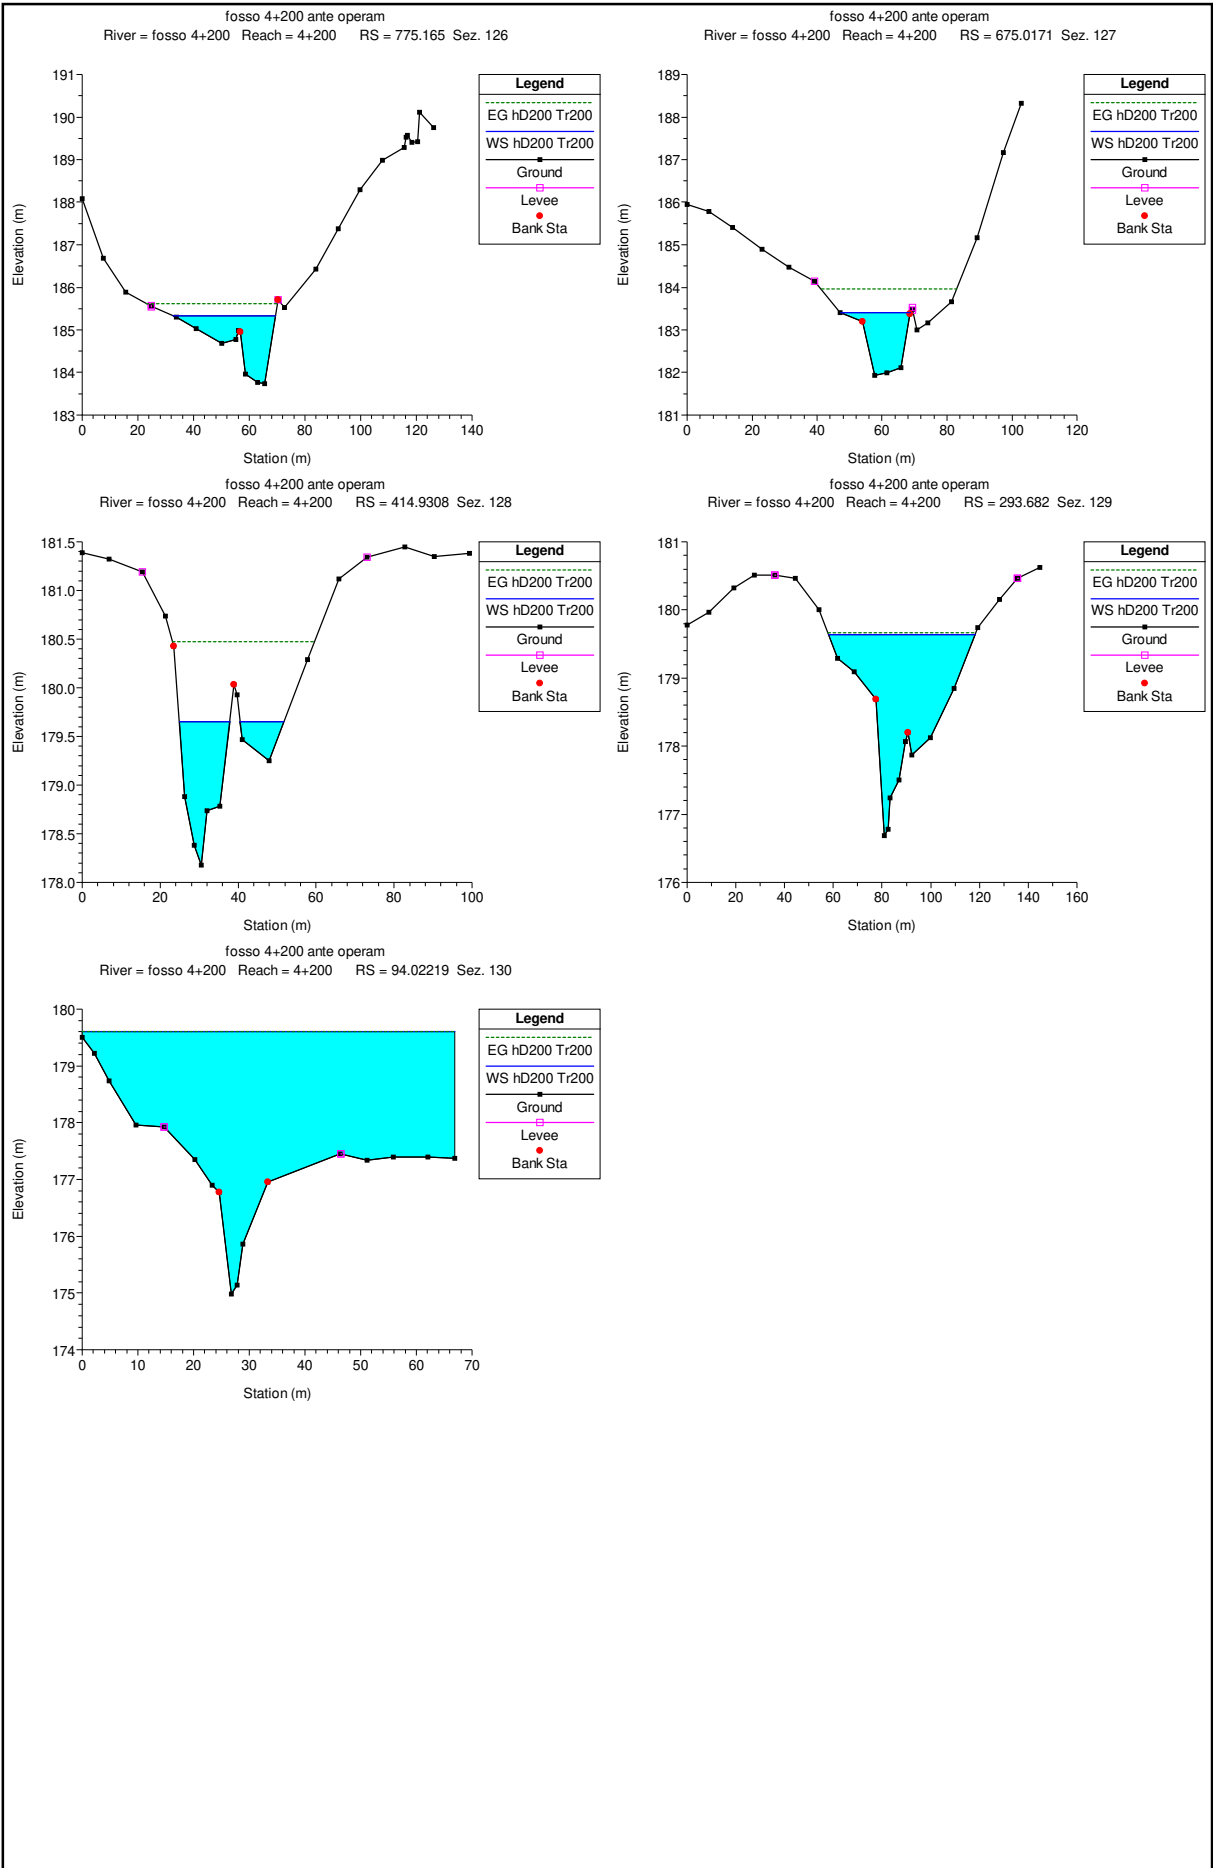 fosso 4+200 ante operam
River = fosso 4+200 Reach = 4+200 RS = 775.165 Sez. 126
191
190
189
188
187
186
185
184
183
0 20 40 60 80 100 120 140
Elevation (m)
Station (m)
Legend
EG hD200 Tr200
WS hD200 Tr200
Ground
Levee
Bank Sta
fosso 4+200 ante operam
River = fosso 4+200 Reach = 4+200 RS = 675.0171 Sez. 127
189
188
187
186
185
184
183
182
181
0 20 40 60 80 100 120
Elevation (m)
Station (m)
Legend
EG hD200 Tr200
WS hD200 Tr200
Ground
Levee
Bank Sta
fosso 4+200 ante operam
River = fosso 4+200 Reach = 4+200 RS = 414.9308 Sez. 128
181.5
181.0
180.5
180.0
179.5
179.0
178.5
178.0
0 20 40 60 80 100
Elevation (m)
Station (m)
Legend
EG hD200 Tr200
WS hD200 Tr200
Ground
Levee
Bank Sta
fosso 4+200 ante operam
River = fosso 4+200 Reach = 4+200 RS = 293.682 Sez. 129
181
180
179
178
177
176
0 20 40 60 80 100 120 140 160
Elevation (m)
Station (m)
Legend
EG hD200 Tr200
WS hD200 Tr200
Ground
Levee
Bank Sta
fosso 4+200 ante operam
River = fosso 4+200 Reach = 4+200 RS = 94.02219 Sez. 130
180
179
178
177
176
175
174
0 10 20 30 40 50 60 70
Elevation (m)
Station (m)
Legend
EG hD200 Tr200
WS hD200 Tr200
Ground
Levee
Bank Sta